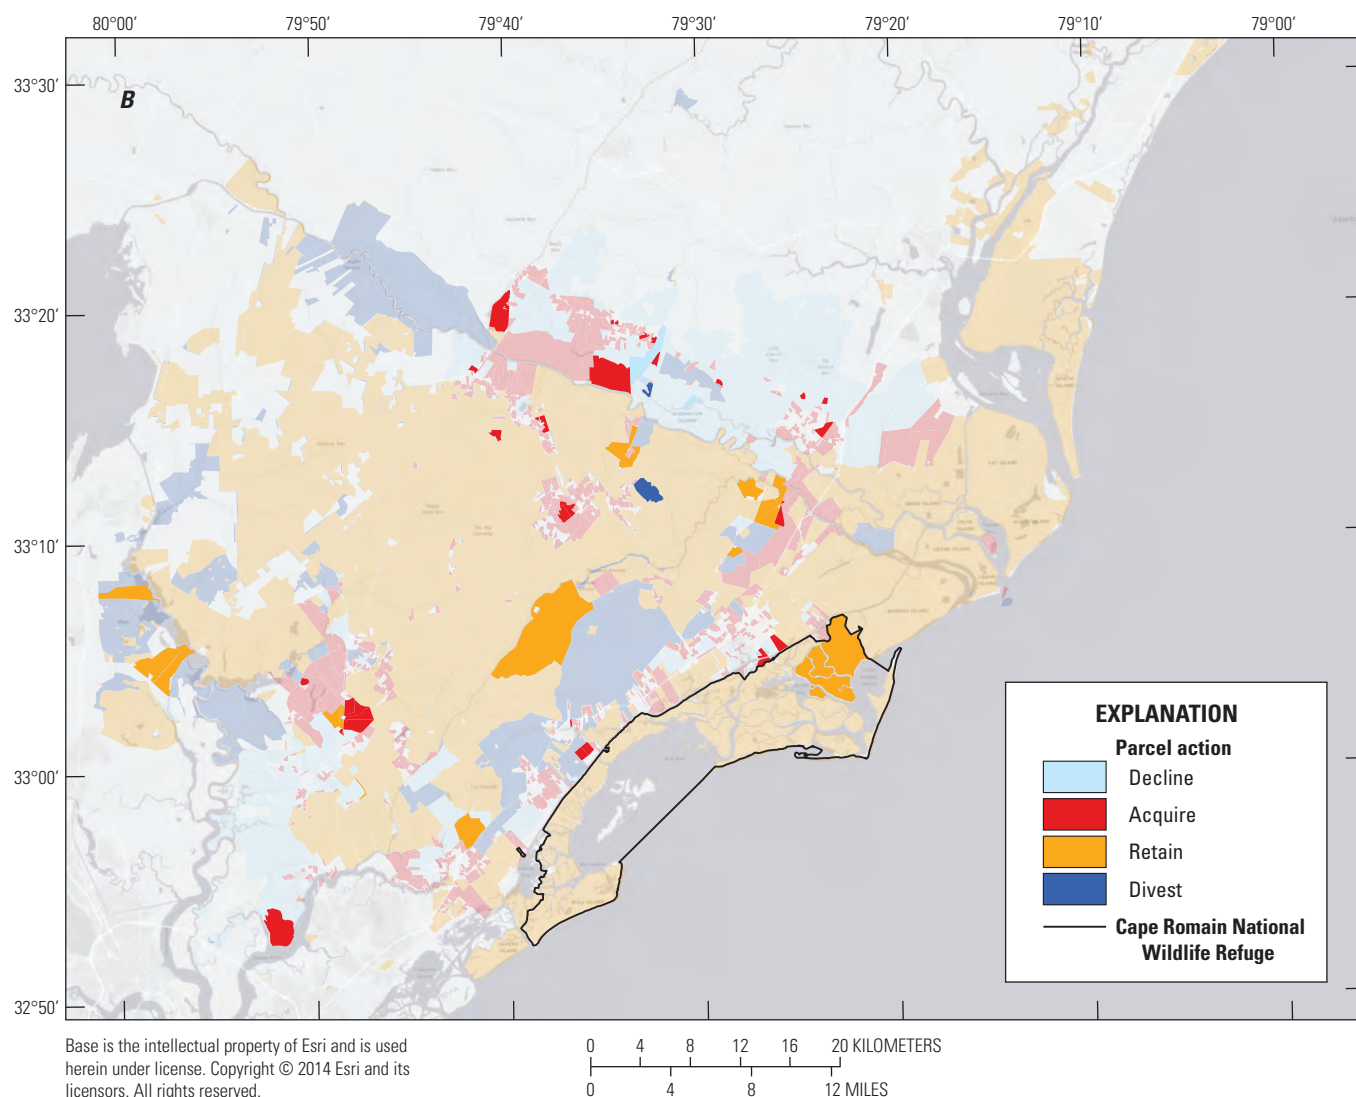 80°00′ 79°50′ 79°40′ 79°30′ 79°20′ 79°10′ 79°00′
33°30′
B
33°20′
33°10′
33°00′
32°50′
EXPLANATION
Parcel action
Decline
Acquire
Retain
Divest
Cape Romain National
Wildlife Refuge
Base is the intellectual property of Esri and is used
herein under license. Copyright © 2014 Esri and its
licensors. All rights reserved.
0 4 8 12 16 20 KILOMETERS
0 4 8 12 MILES